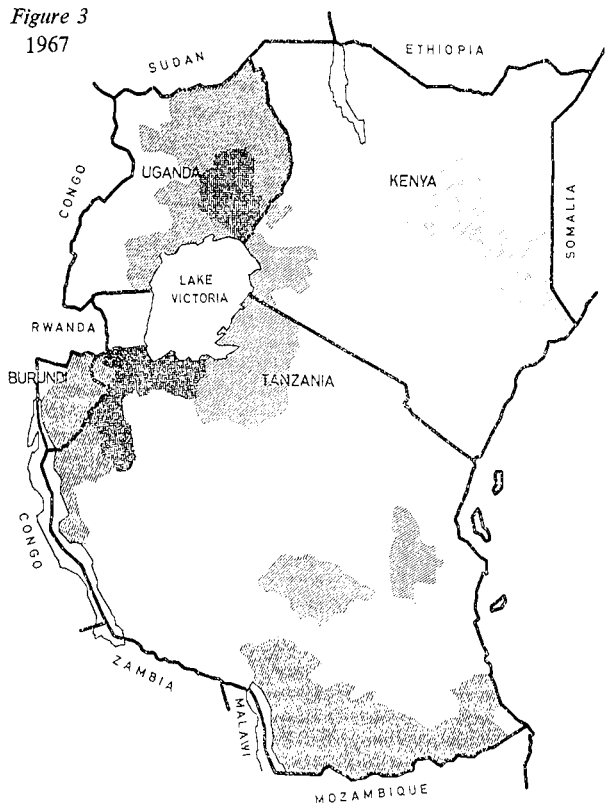 Figure 3
1967
SUDAN
ETHIOPIA
CONGO
UGANDA
KENYA
SOMALIA
LAKE
VICTORIA
RWANDA
BURUNDI
TANZANIA
CONGO
ZAMBIA
MALAWI
MOZAMBIQUE